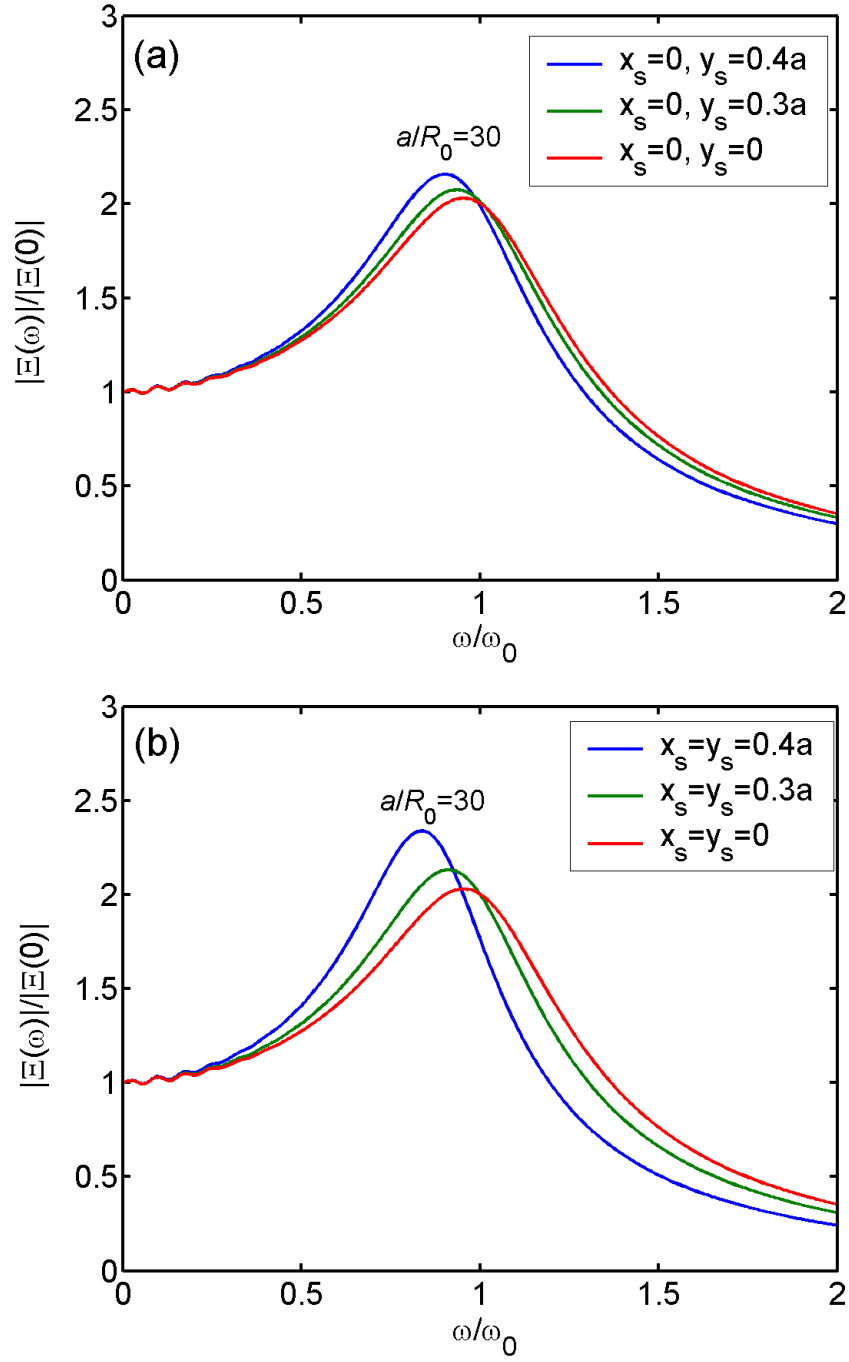 (a)
x_s=0, y_s=0.4a
x_s=0, y_s=0.3a
x_s=0, y_s=0
a/R_0=30
3
2.5
2
1.5
1
0.5
0
|Ξ(ω)|/|Ξ(0)|
0 0.5 1 1.5 2
ω/ω_0
(b)
x_s=y_s=0.4a
x_s=y_s=0.3a
x_s=y_s=0
a/R_0=30
3
2.5
2
1.5
1
0.5
0
|Ξ(ω)|/|Ξ(0)|
0 0.5 1 1.5 2
ω/ω_0